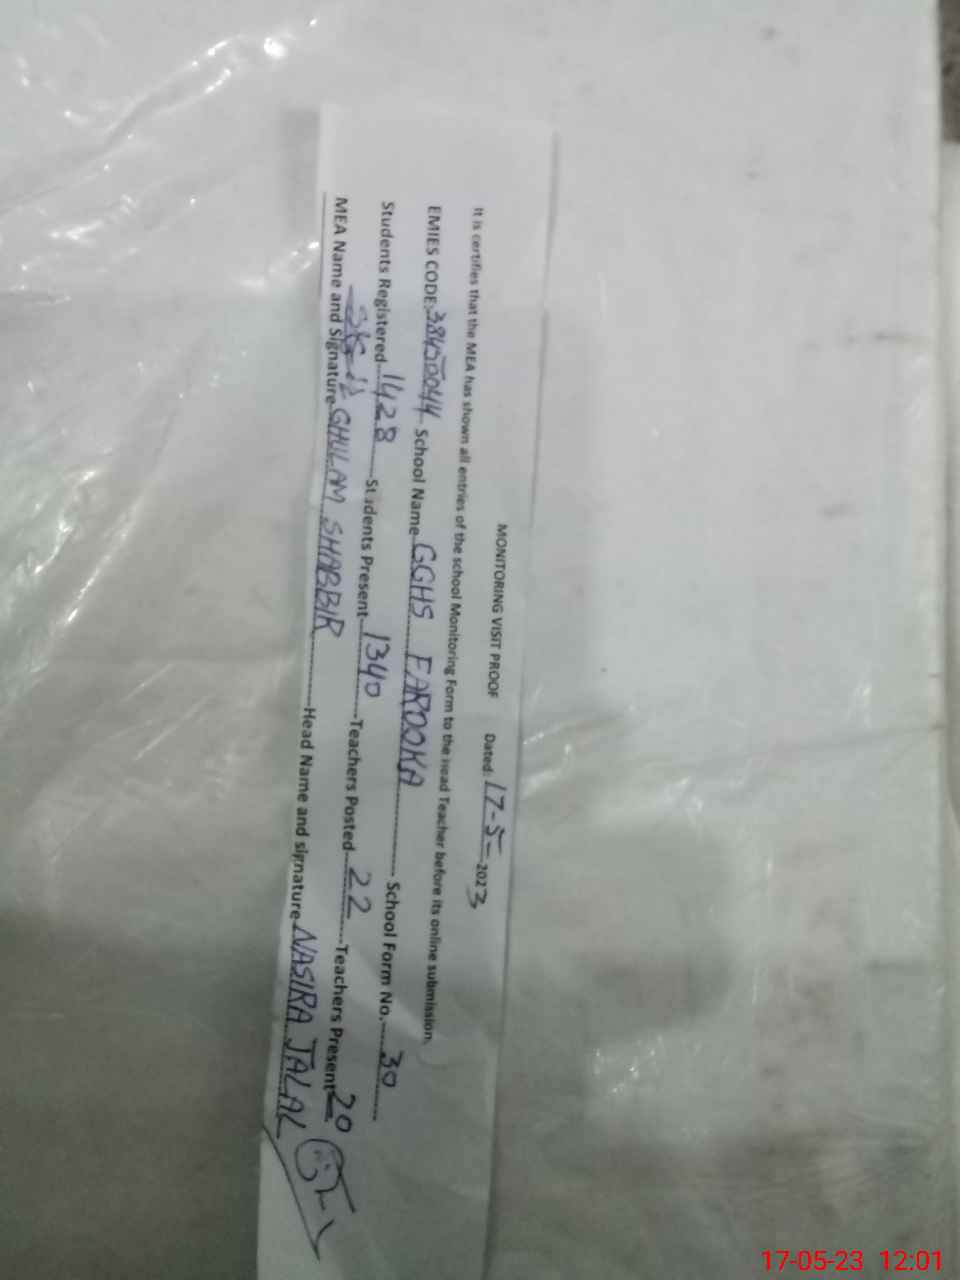 MONITORING VISIT PROOF Dated: 17-5-2023
It is certifies that the MEA has shown all entries of the school Monitoring Form to the Head Teacher before its online submission.
EMIES CODE:38450044 School Name GGHS FAROOKA School Form No. 30
Students Registered 1428 Students Present 1340 Teachers Posted 22 Teachers Present 20
MEA Name and Signature GHULAM SHABBIR Head Name and signature NASIRA JALAL
17-05-23 12:01